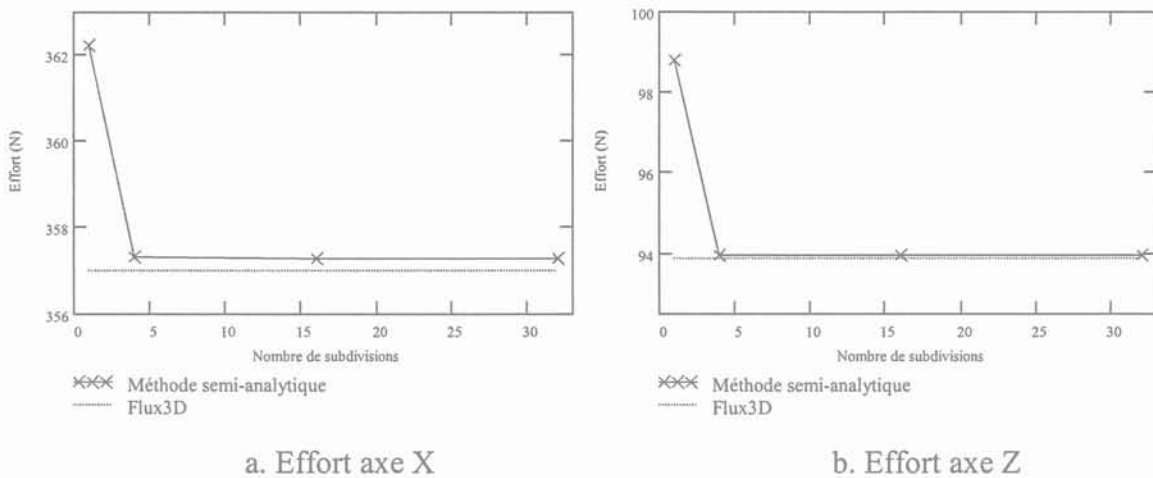 362
360
358
356
Effort (N)
0 5 10 15 20 25 30
Nombre de subdivisions
Méthode semi-analytique
Flux3D
a. Effort axe X
100
98
96
94
Effort (N)
0 5 10 15 20 25 30
Nombre de subdivisions
Méthode semi-analytique
Flux3D
b. Effort axe Z